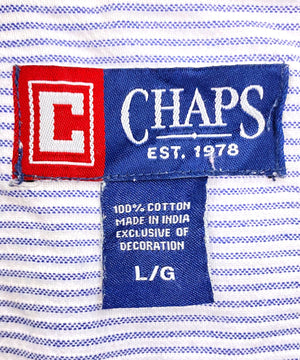 C
CHAPS
EST. 1978
100% COTTON
MADE IN INDIA
EXCLUSIVE OF
DECORATION
L/G